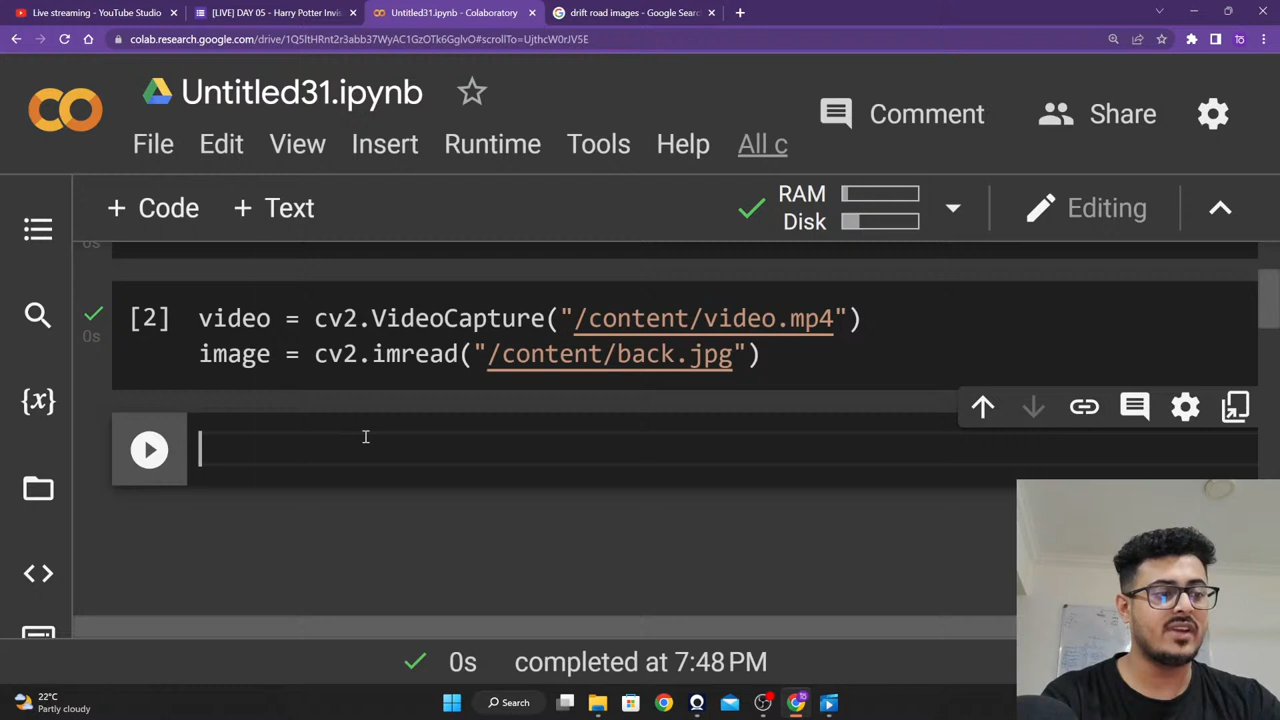 Live streaming - YouTube Studio
[LIVE] DAY 05 - Harry Potter Invis
Untitled31.ipynb - Colaboratory
drift road images - Google Searc
colab.research.google.com/drive/1Q5ltHRnt2r3abb37WyAC1GzOTk6GglvO#scrollTo=UjthcW0rJV5E
Untitled31.ipynb
Comment
Share
File Edit View Insert Runtime Tools Help All c
+ Code + Text
RAM
Disk
Editing
0s
[2] video = cv2.VideoCapture("/content/video.mp4")
0s
image = cv2.imread("/content/back.jpg")
{x}
0s completed at 7:48 PM
22°C
Partly cloudy
Search